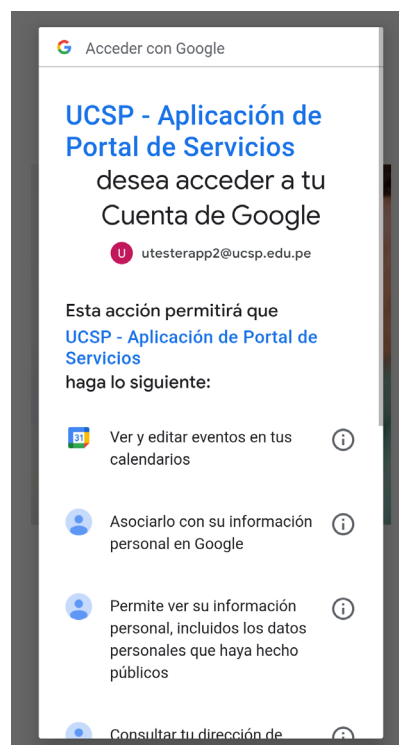 Acceder con Google
UCSP - Aplicación de
Portal de Servicios
desea acceder a tu
Cuenta de Google
U utesterapp2@ucsp.edu.pe
Esta acción permitirá que
UCSP - Aplicación de Portal de
Servicios
haga lo siguiente:
31
Ver y editar eventos en tus
calendarios
Asociarlo con su información
personal en Google
Permite ver su información
personal, incluidos los datos
personales que haya hecho
públicos
Consultar tu dirección de